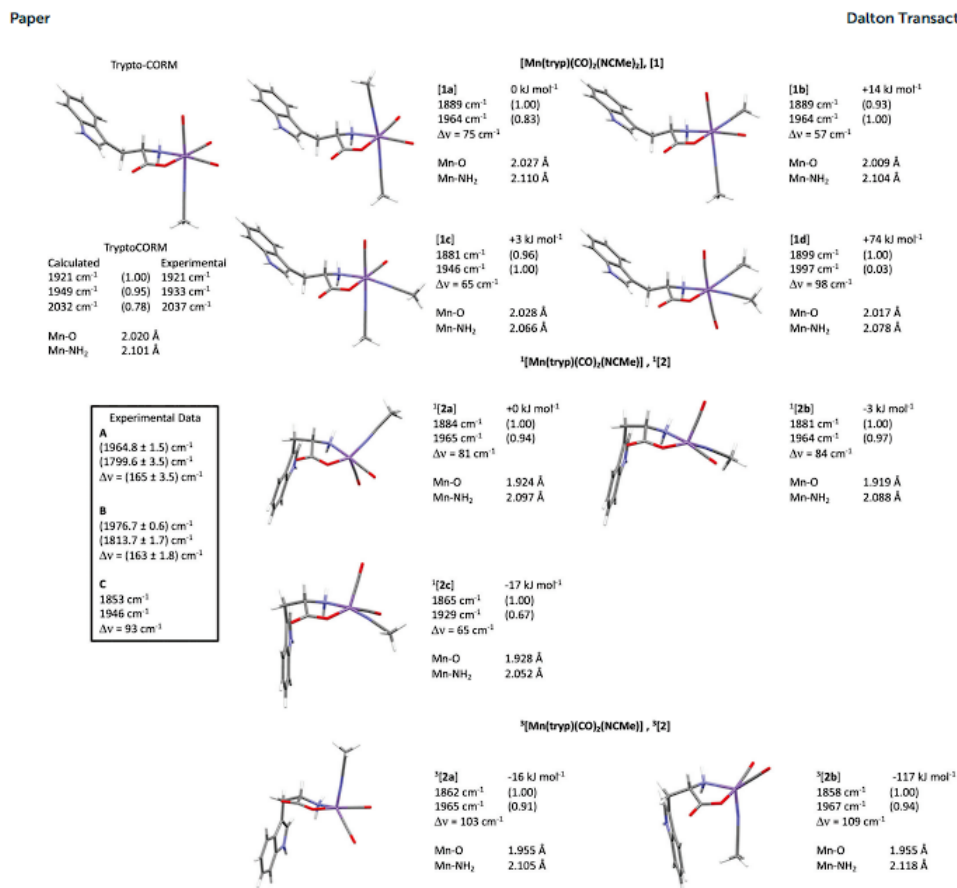 Paper
Dalton Transact
Trypto-CORM
[Mn(tryp)(CO)₂(NCMe)₂], [1]
[1a] 0 kJ mol⁻¹
1889 cm⁻¹ (1.00)
1964 cm⁻¹ (0.83)
Δν = 75 cm⁻¹
Mn-O 2.027 Å
Mn-NH₂ 2.110 Å
[1b] +14 kJ mol⁻¹
1889 cm⁻¹ (0.93)
1964 cm⁻¹ (1.00)
Δν = 57 cm⁻¹
Mn-O 2.009 Å
Mn-NH₂ 2.104 Å
TryptoCORM
Calculated Experimental
1921 cm⁻¹ (1.00) 1921 cm⁻¹
1949 cm⁻¹ (0.95) 1933 cm⁻¹
2032 cm⁻¹ (0.78) 2037 cm⁻¹
Mn-O 2.020 Å
Mn-NH₂ 2.101 Å
[1c] +3 kJ mol⁻¹
1881 cm⁻¹ (0.96)
1946 cm⁻¹ (1.00)
Δν = 65 cm⁻¹
Mn-O 2.028 Å
Mn-NH₂ 2.066 Å
[1d] +74 kJ mol⁻¹
1899 cm⁻¹ (1.00)
1997 cm⁻¹ (0.03)
Δν = 98 cm⁻¹
Mn-O 2.017 Å
Mn-NH₂ 2.078 Å
¹[Mn(tryp)(CO)₂(NCMe)] , ¹[2]
Experimental Data
A
(1964.8 ± 1.5) cm⁻¹
(1799.6 ± 3.5) cm⁻¹
Δν = (165 ± 3.5) cm⁻¹
B
(1976.7 ± 0.6) cm⁻¹
(1813.7 ± 1.7) cm⁻¹
Δν = (163 ± 1.8) cm⁻¹
C
1853 cm⁻¹
1946 cm⁻¹
Δν = 93 cm⁻¹
¹[2a] +0 kJ mol⁻¹
1884 cm⁻¹ (1.00)
1965 cm⁻¹ (0.94)
Δν = 81 cm⁻¹
Mn-O 1.924 Å
Mn-NH₂ 2.097 Å
¹[2b] -3 kJ mol⁻¹
1881 cm⁻¹ (1.00)
1964 cm⁻¹ (0.97)
Δν = 84 cm⁻¹
Mn-O 1.919 Å
Mn-NH₂ 2.088 Å
¹[2c] -17 kJ mol⁻¹
1865 cm⁻¹ (1.00)
1929 cm⁻¹ (0.67)
Δν = 65 cm⁻¹
Mn-O 1.928 Å
Mn-NH₂ 2.052 Å
³[Mn(tryp)(CO)₂(NCMe)] , ³[2]
³[2a] -16 kJ mol⁻¹
1862 cm⁻¹ (1.00)
1965 cm⁻¹ (0.91)
Δν = 103 cm⁻¹
Mn-O 1.955 Å
Mn-NH₂ 2.105 Å
³[2b] -117 kJ mol⁻¹
1858 cm⁻¹ (1.00)
1967 cm⁻¹ (0.94)
Δν = 109 cm⁻¹
Mn-O 1.955 Å
Mn-NH₂ 2.118 Å